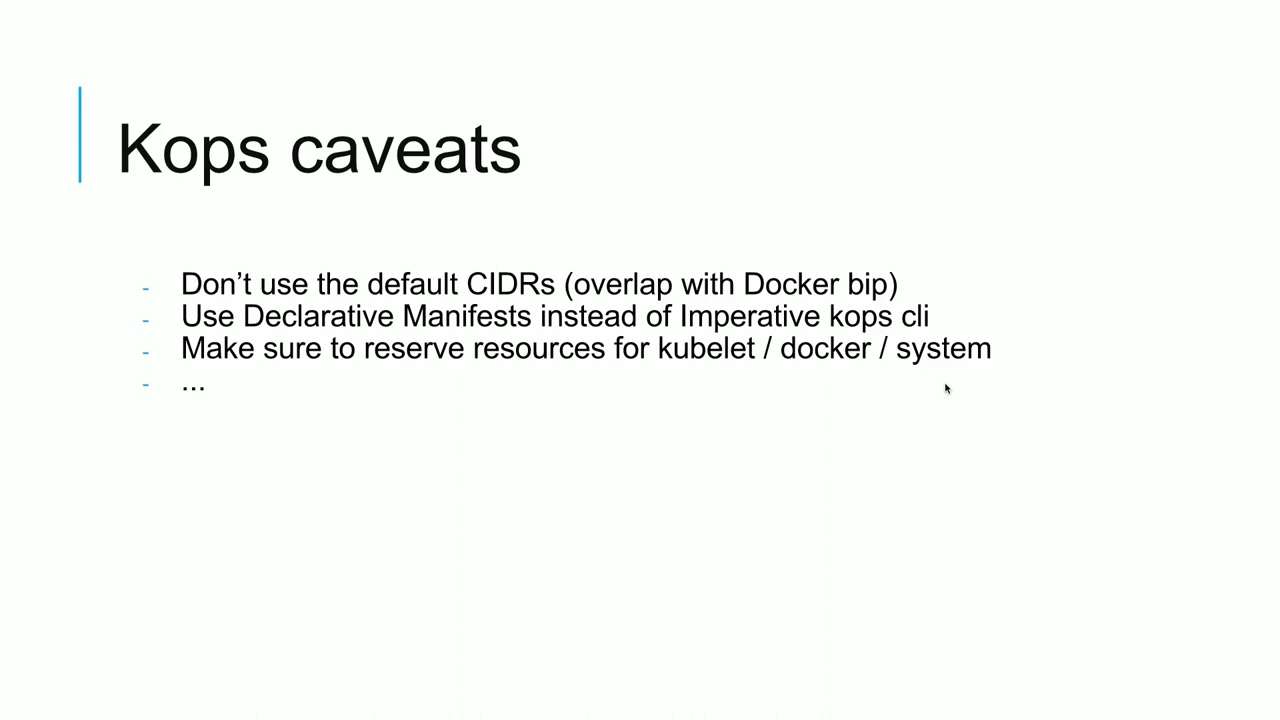 Kops caveats
- Don’t use the default CIDRs (overlap with Docker bip)
- Use Declarative Manifests instead of Imperative kops cli
- Make sure to reserve resources for kubelet / docker / system
- ...